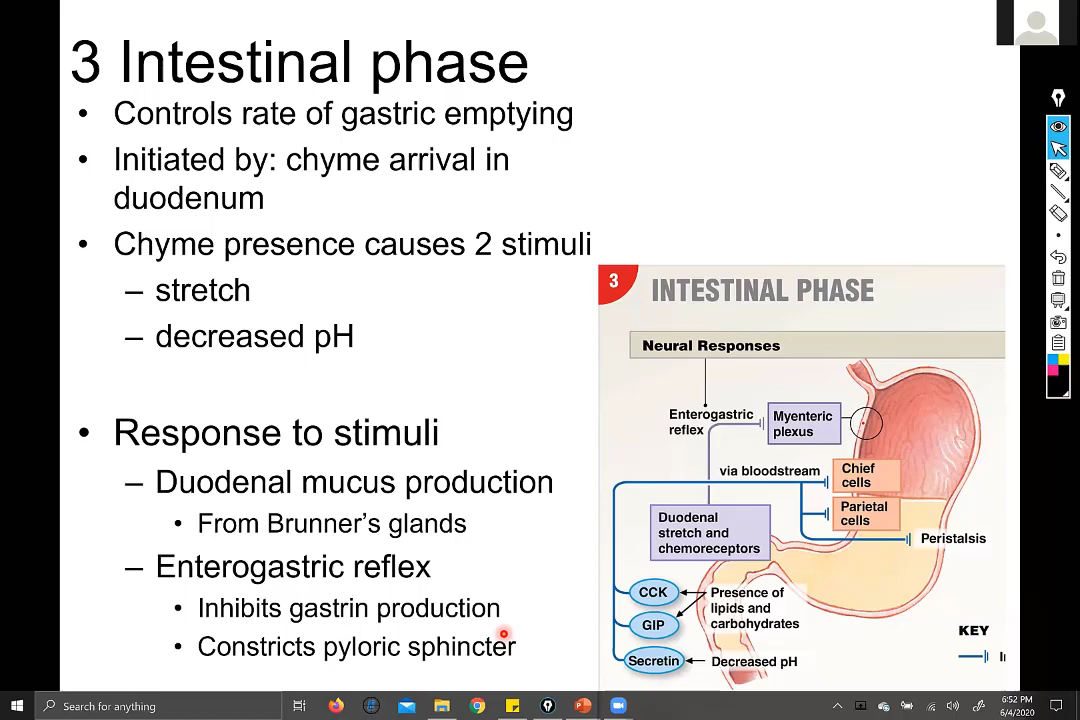 3 Intestinal phase
• Controls rate of gastric emptying
• Initiated by: chyme arrival in
duodenum
• Chyme presence causes 2 stimuli
– stretch
– decreased pH
• Response to stimuli
– Duodenal mucus production
• From Brunner's glands
– Enterogastric reflex
• Inhibits gastrin production
• Constricts pyloric sphincter
3
INTESTINAL PHASE
Neural Responses
Enterogastric
reflex
Myenteric
plexus
via bloodstream
Chief
cells
Parietal
cells
Peristalsis
Duodenal
stretch and
chemoreceptors
CCK
GIP
Secretin
Presence of
lipids and
carbohydrates
Decreased pH
KEY
Search for anything
6:52 PM
6/4/2020